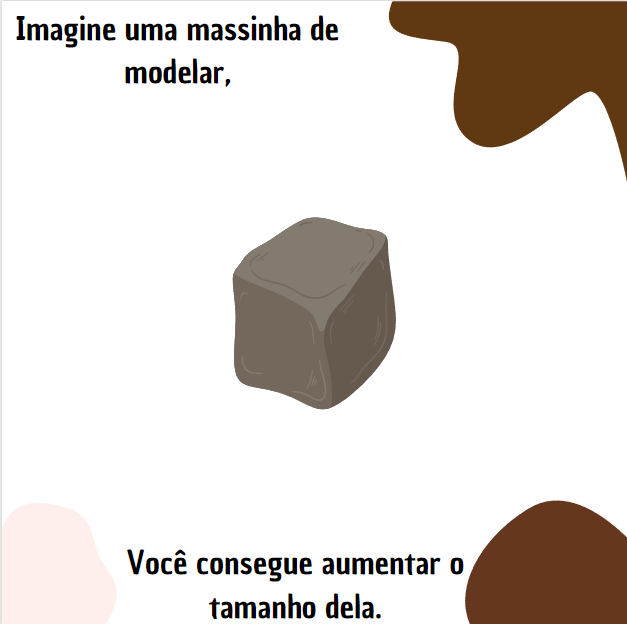 Imagine uma massinha de
modelar,
Você consegue aumentar o
tamanho dela.